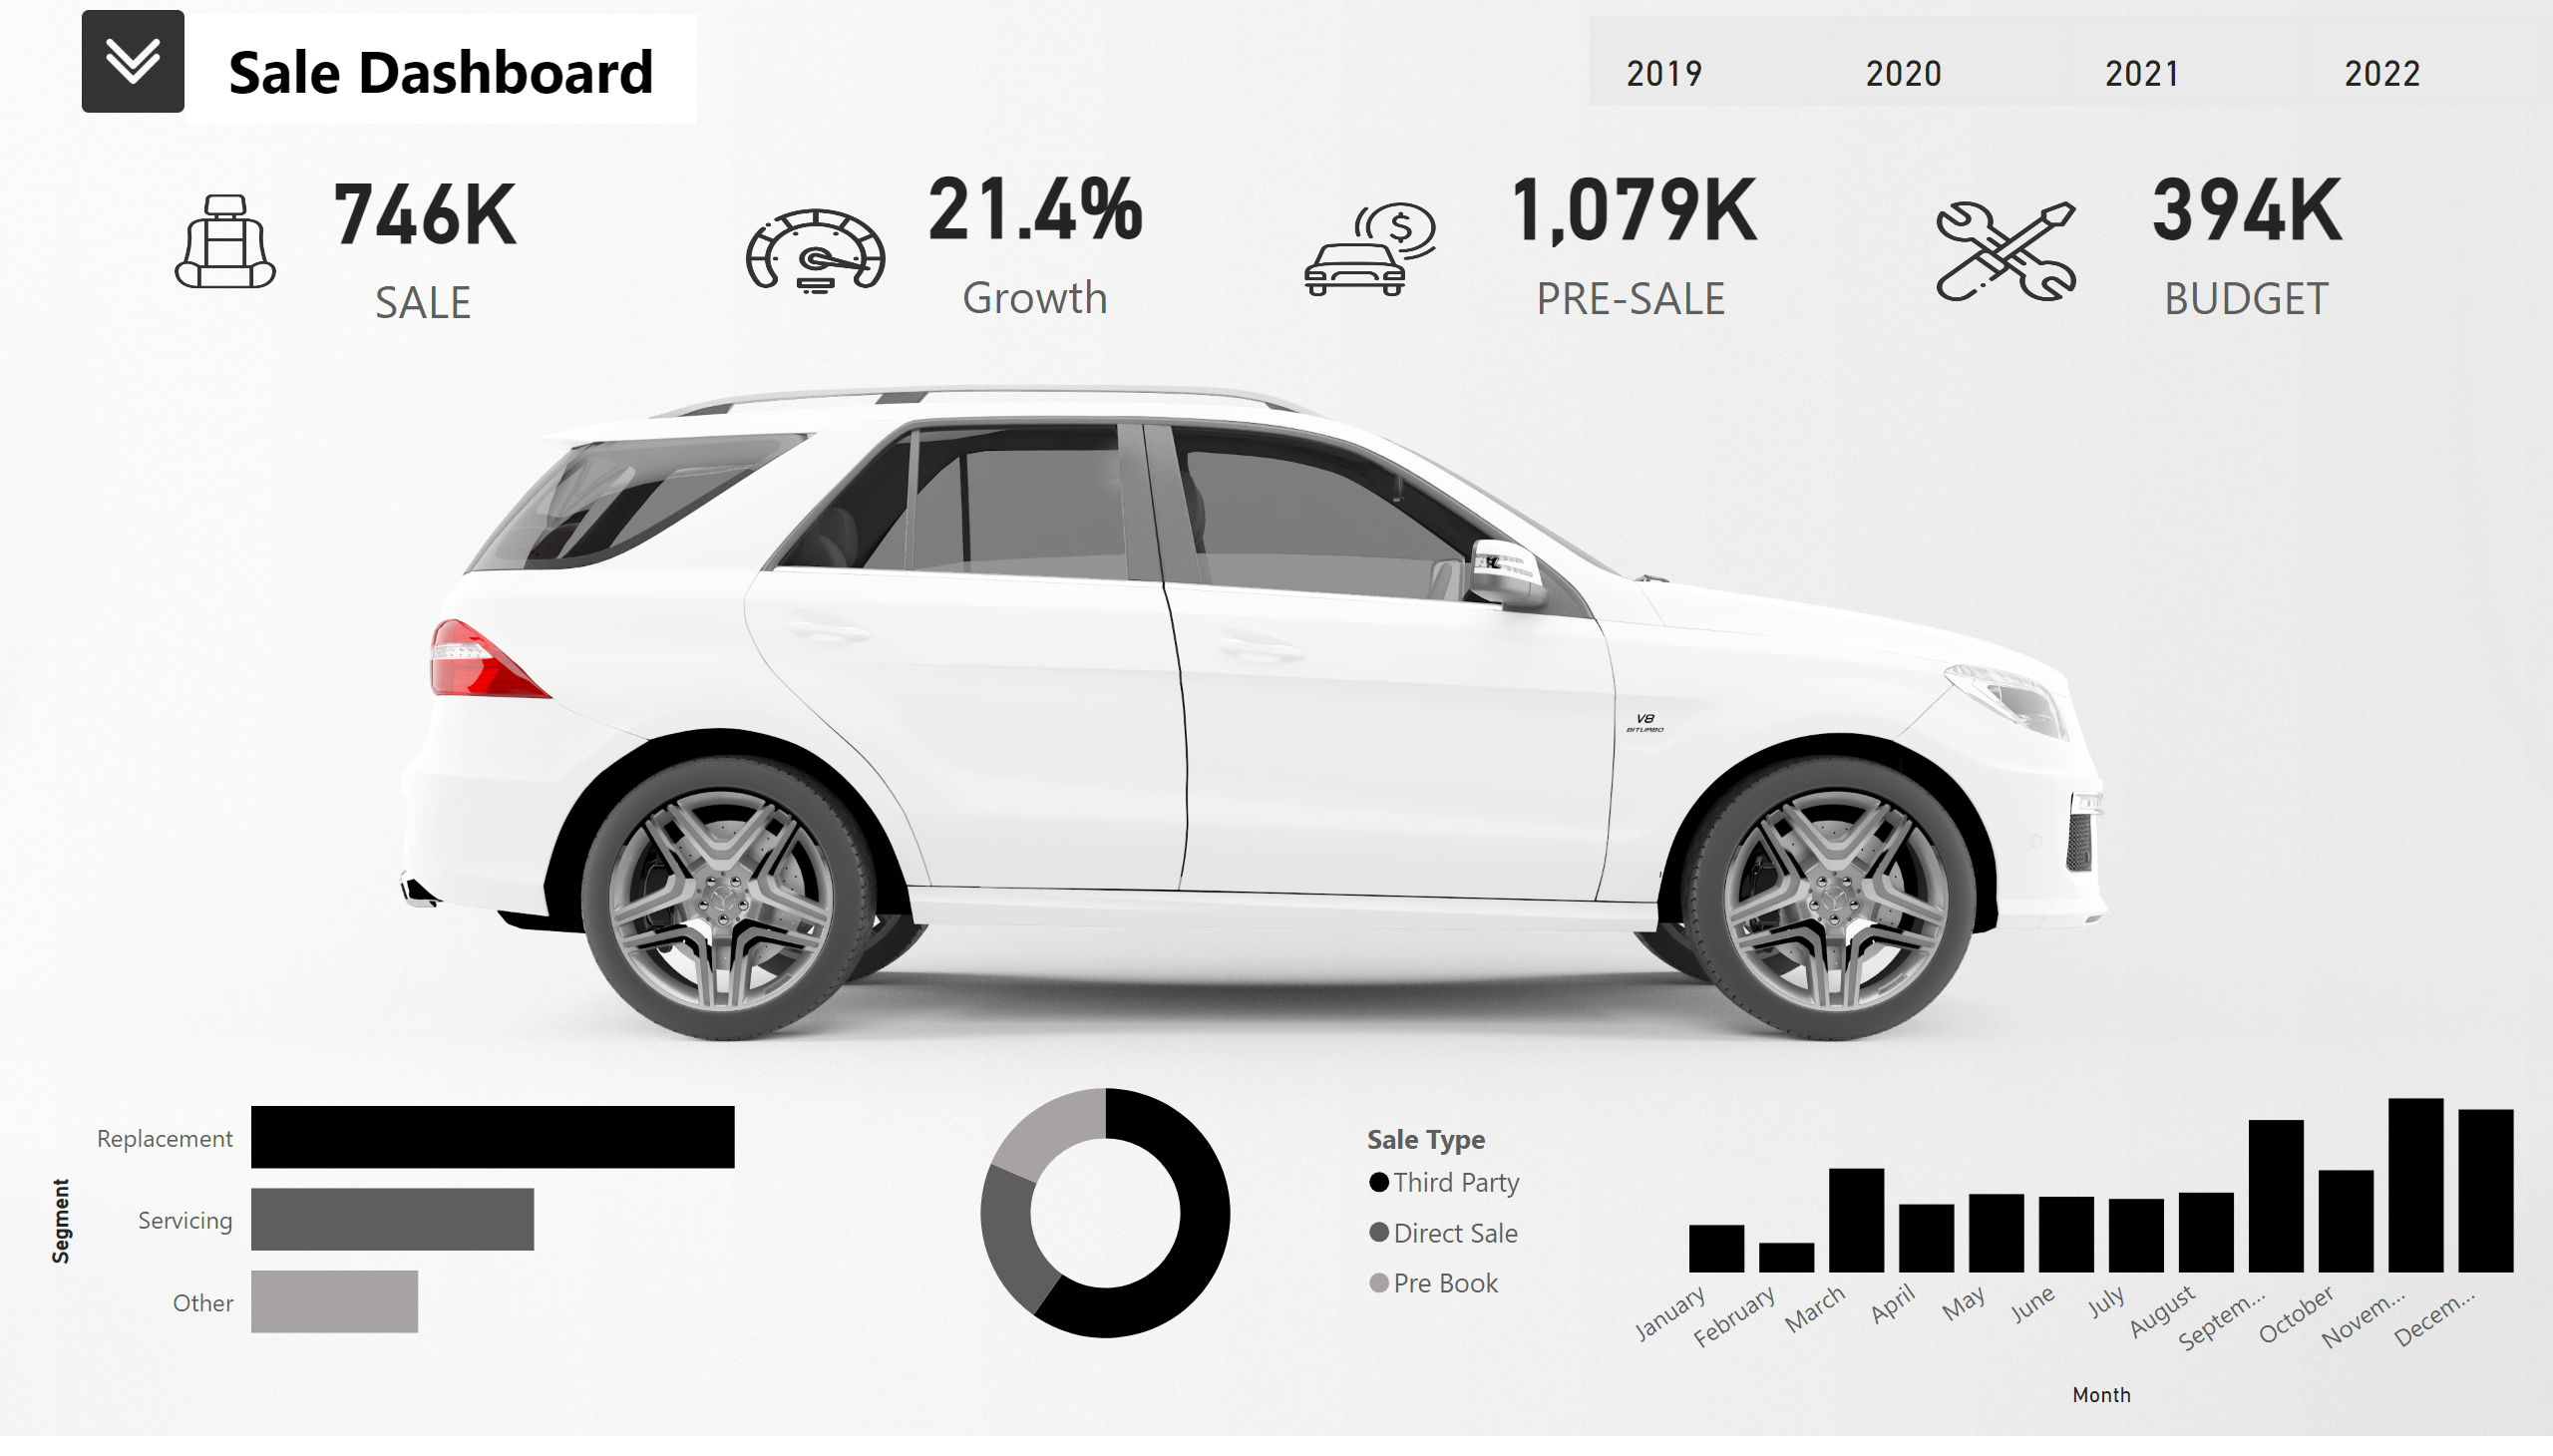 Sale Dashboard
2019 2020 2021 2022
746K
SALE
21.4%
Growth
1,079K
PRE-SALE
394K
BUDGET
V8
BITURBO
Segment
Replacement
Servicing
Other
Sale Type
Third Party
Direct Sale
Pre Book
January
February
March
April
May
June
July
August
Septem...
October
Novem...
Decem...
Month